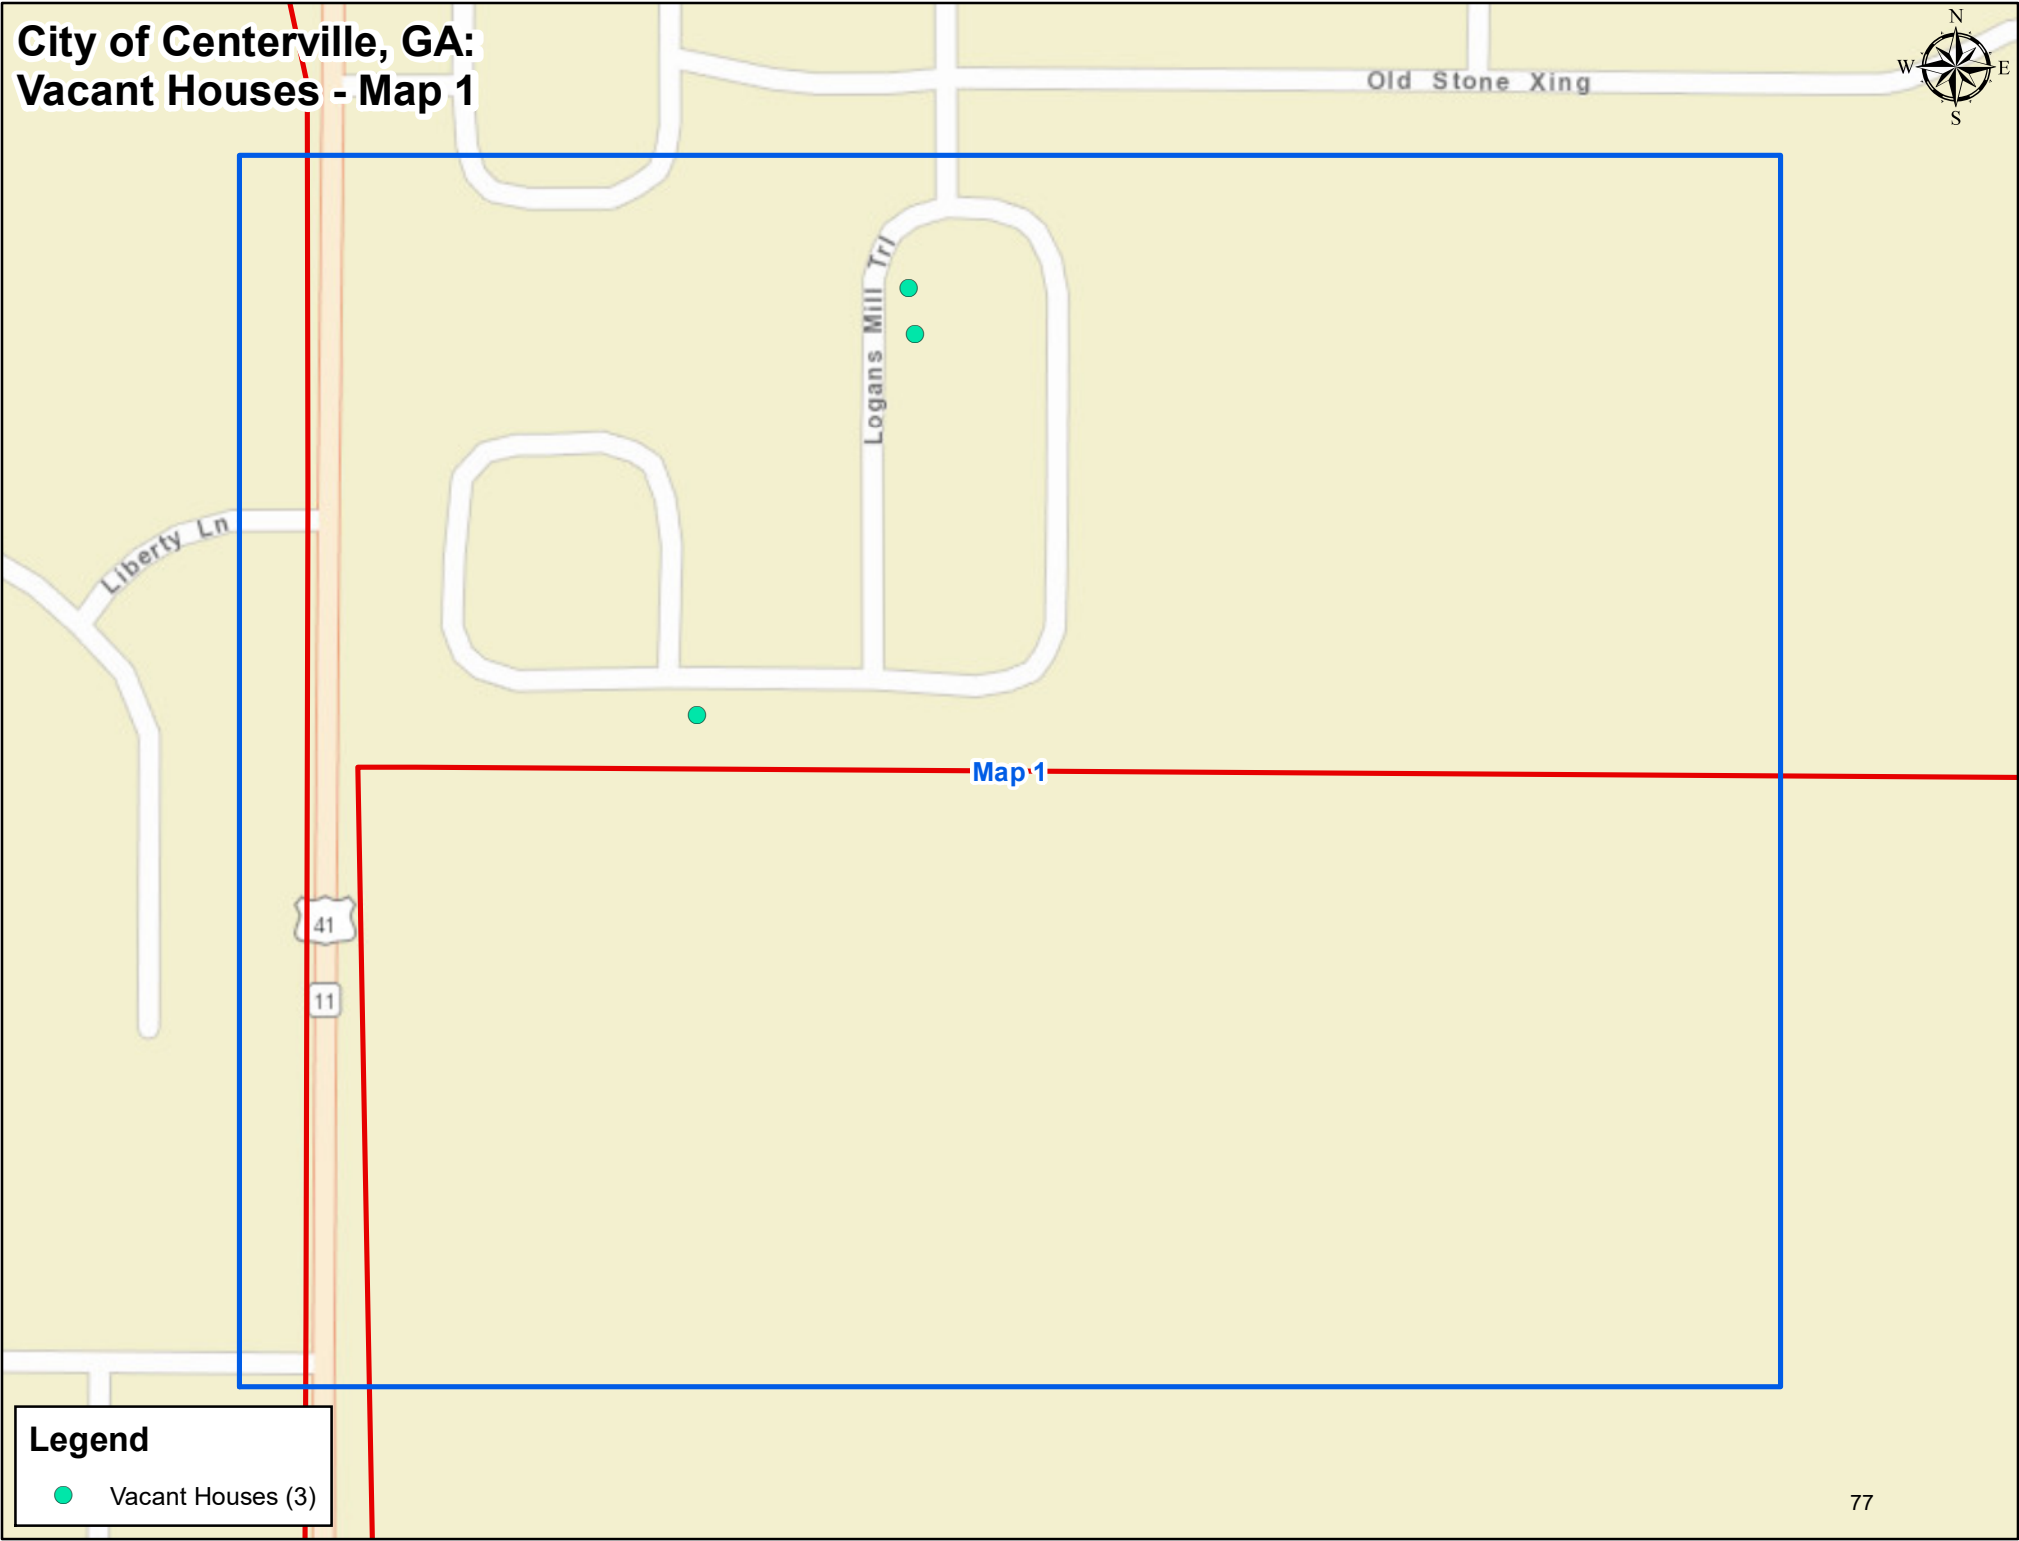 City of Centerville, GA:
Vacant Houses - Map 1
N
W
E
S
Old Stone Xing
Logans Mill Trl
Liberty Ln
Map 1
41
11
Legend
Vacant Houses (3)
77